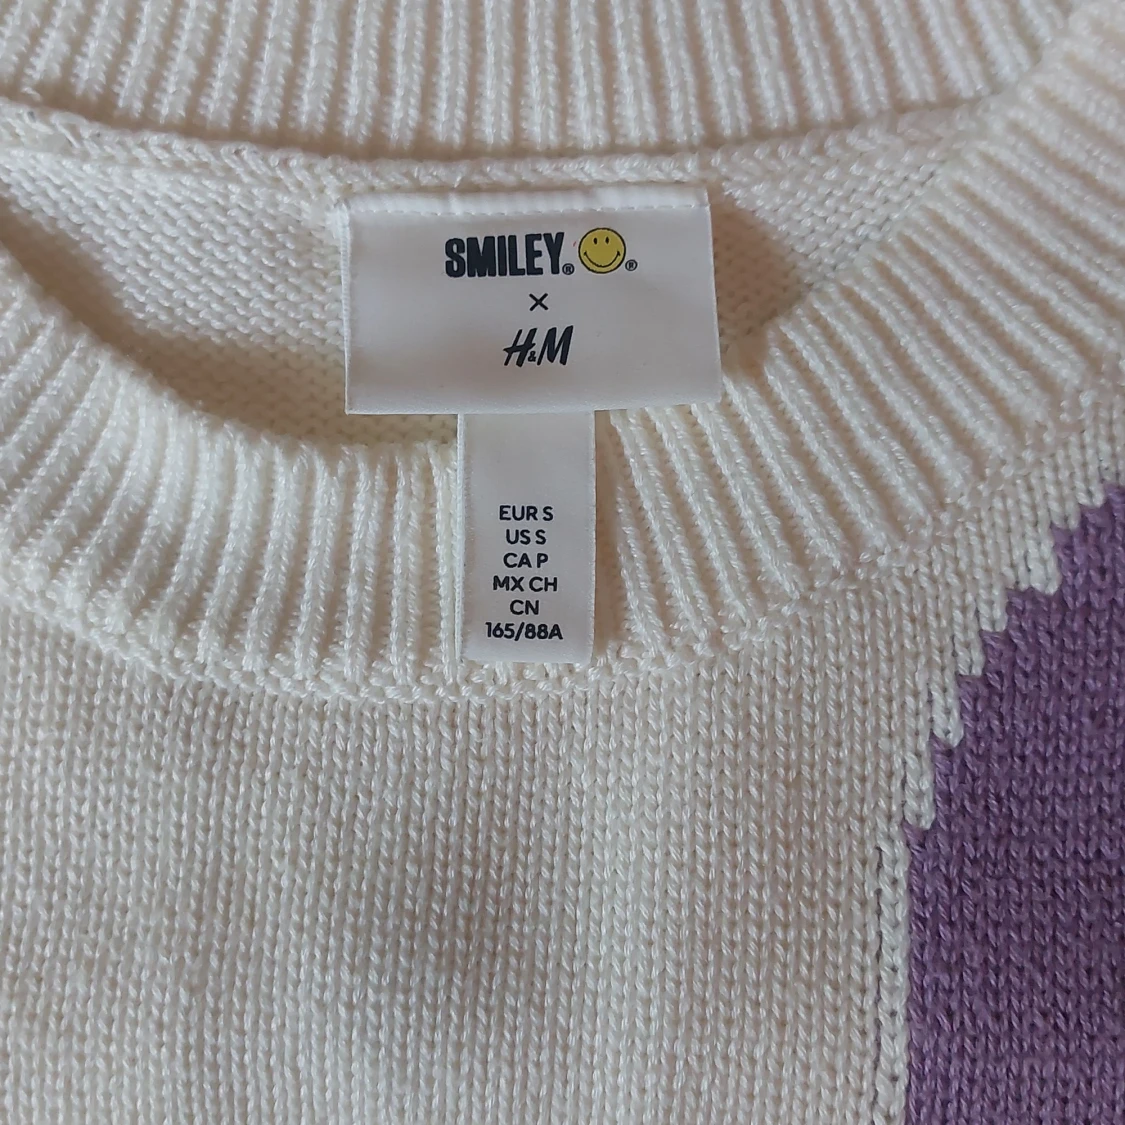 SMILEY® ®
×
H&M
EUR S
US S
CA P
MX CH
CN
165/88A